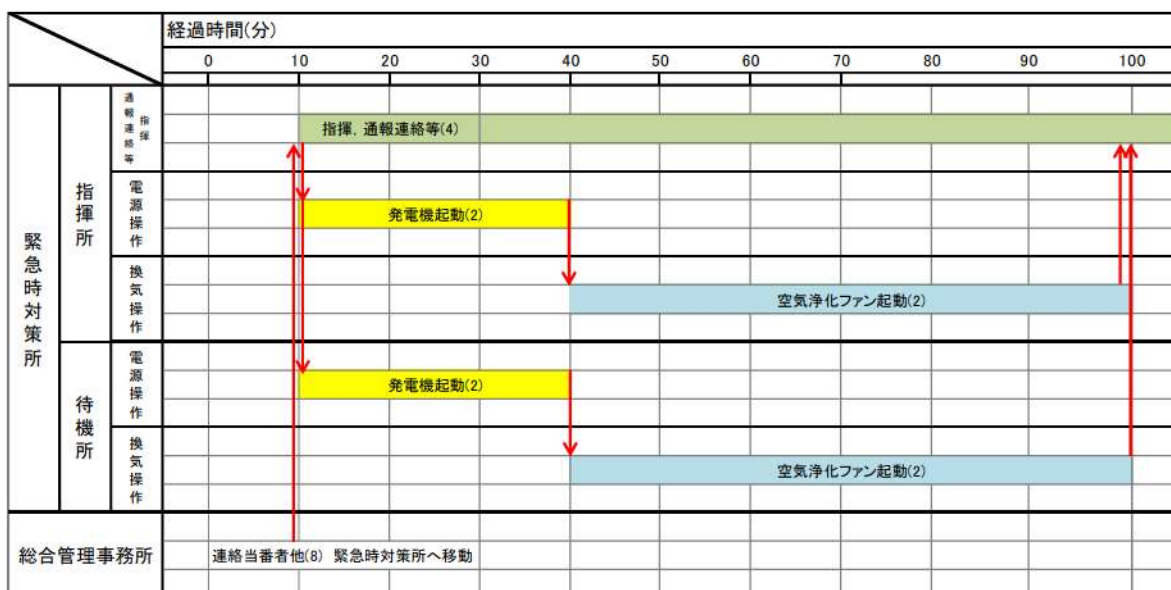 経過時間(分)
0 10 20 30 40 50 60 70 80 90 100
緊急時対策所
指揮所
指揮
通報連絡等
指揮，通報連絡等(4)
電源操作
発電機起動(2)
換気操作
空気浄化ファン起動(2)
待機所
電源操作
発電機起動(2)
換気操作
空気浄化ファン起動(2)
総合管理事務所
連絡当番者他(8) 緊急時対策所へ移動